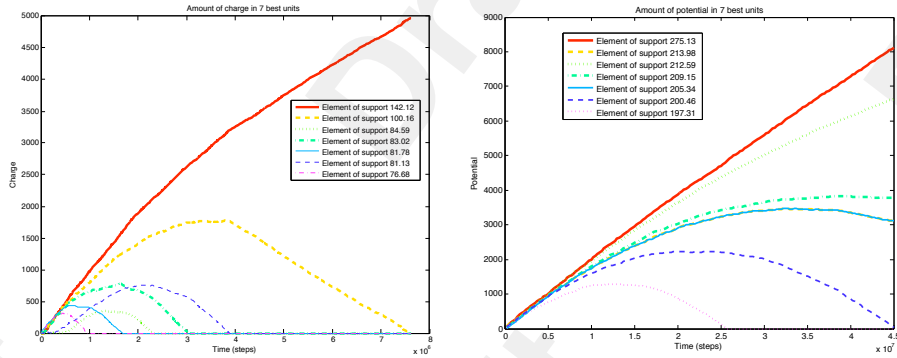 Amount of charge in 7 best units
5000
4500
4000
3500
3000
2500
2000
1500
1000
500
0
Charge
Element of support 142.12
Element of support 100.16
Element of support 84.59
Element of support 83.02
Element of support 81.78
Element of support 81.13
Element of support 76.68
0 1 2 3 4 5 6 7 8
Time (steps)
x 10^6
Amount of potential in 7 best units
9000
8000
7000
6000
5000
4000
3000
2000
1000
0
Potential
Element of support 275.13
Element of support 213.98
Element of support 212.59
Element of support 209.15
Element of support 205.34
Element of support 200.46
Element of support 197.31
0 0.5 1 1.5 2 2.5 3 3.5 4 4.5
Time (steps)
x 10^7